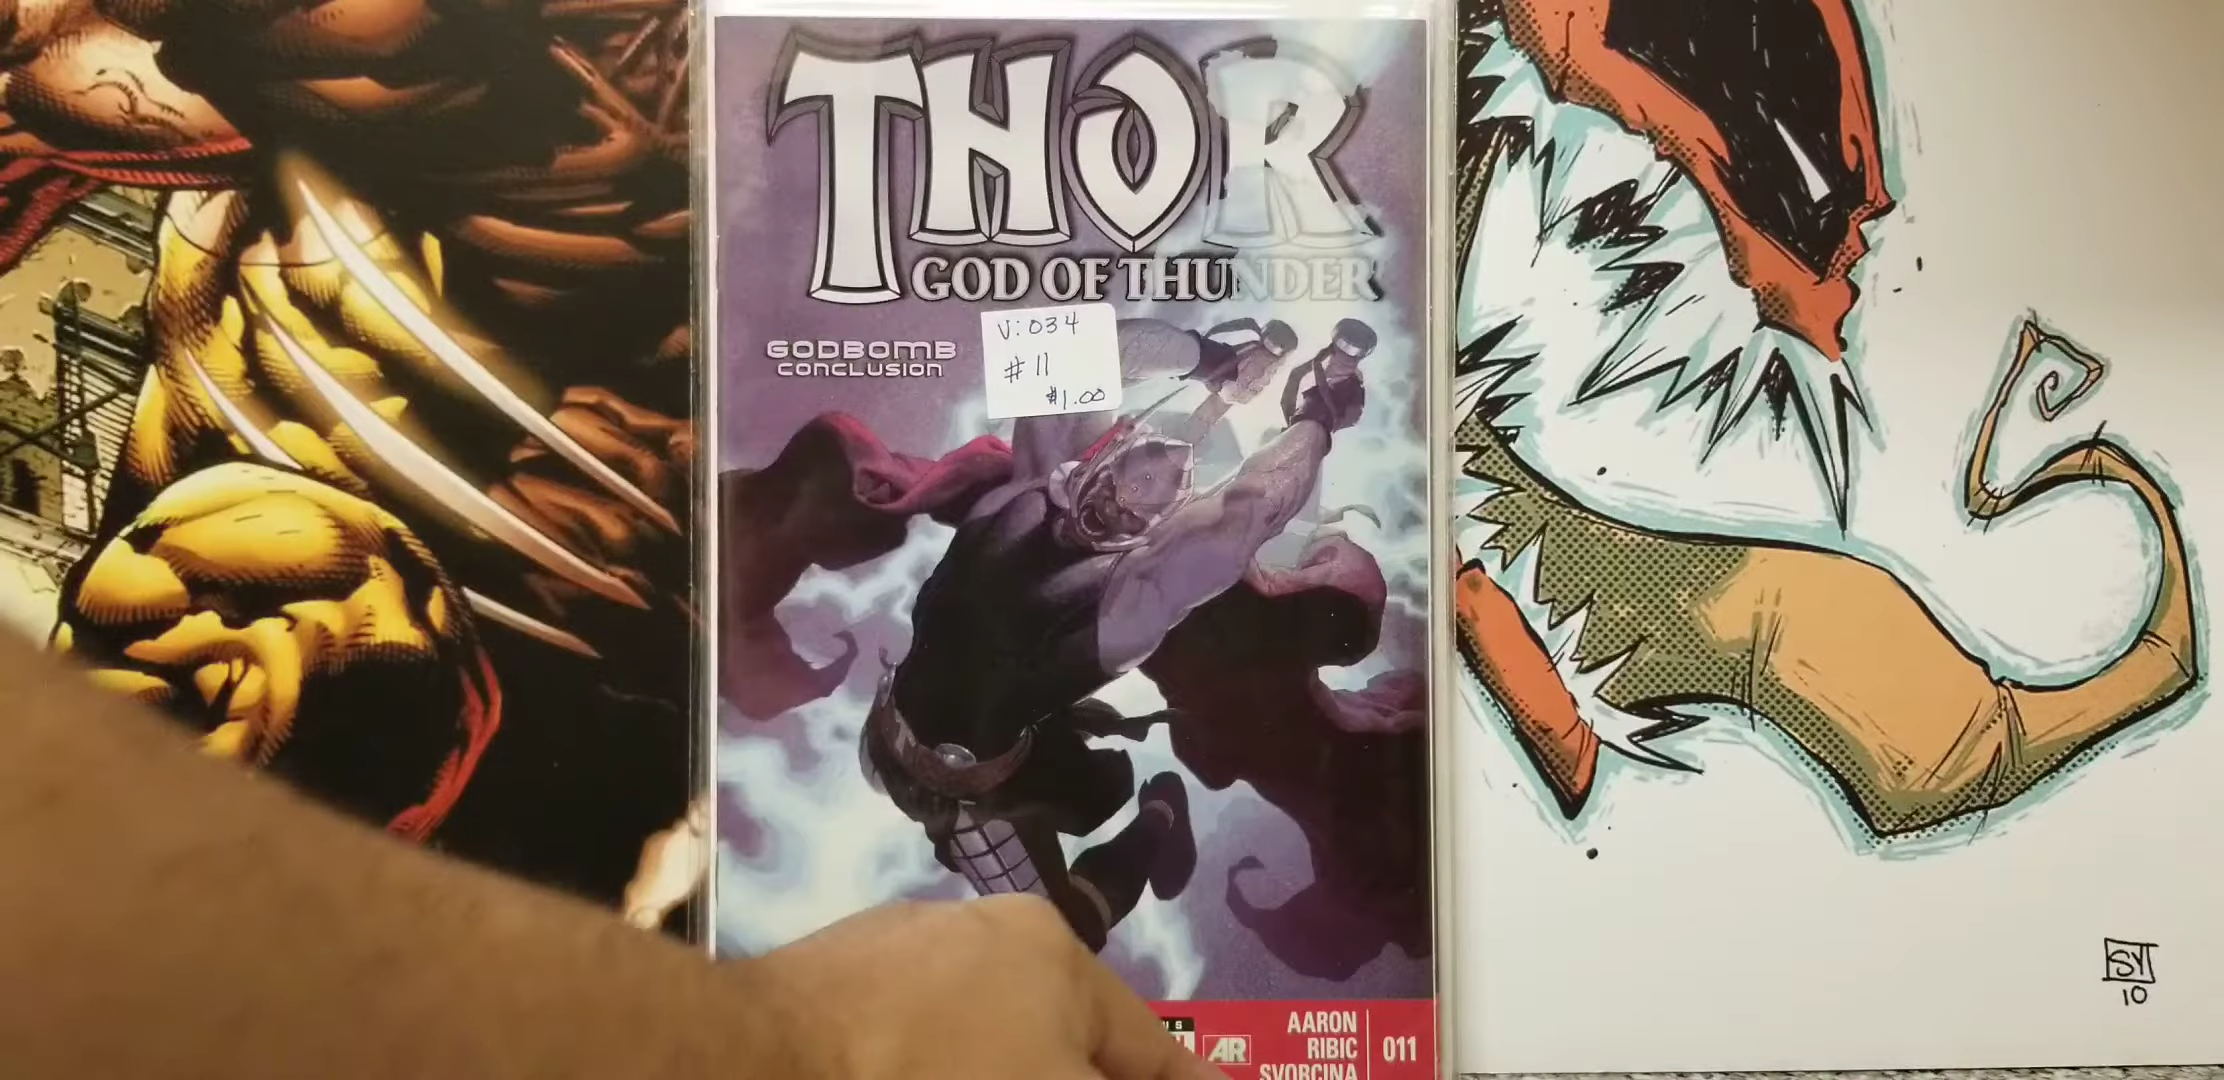 THOR
GOD OF THUNDER
V: 034
# 11
$1.00
GODBOMB
CONCLUSION
AARON
RIBIC
SVORCINA
011
AR
SY
10